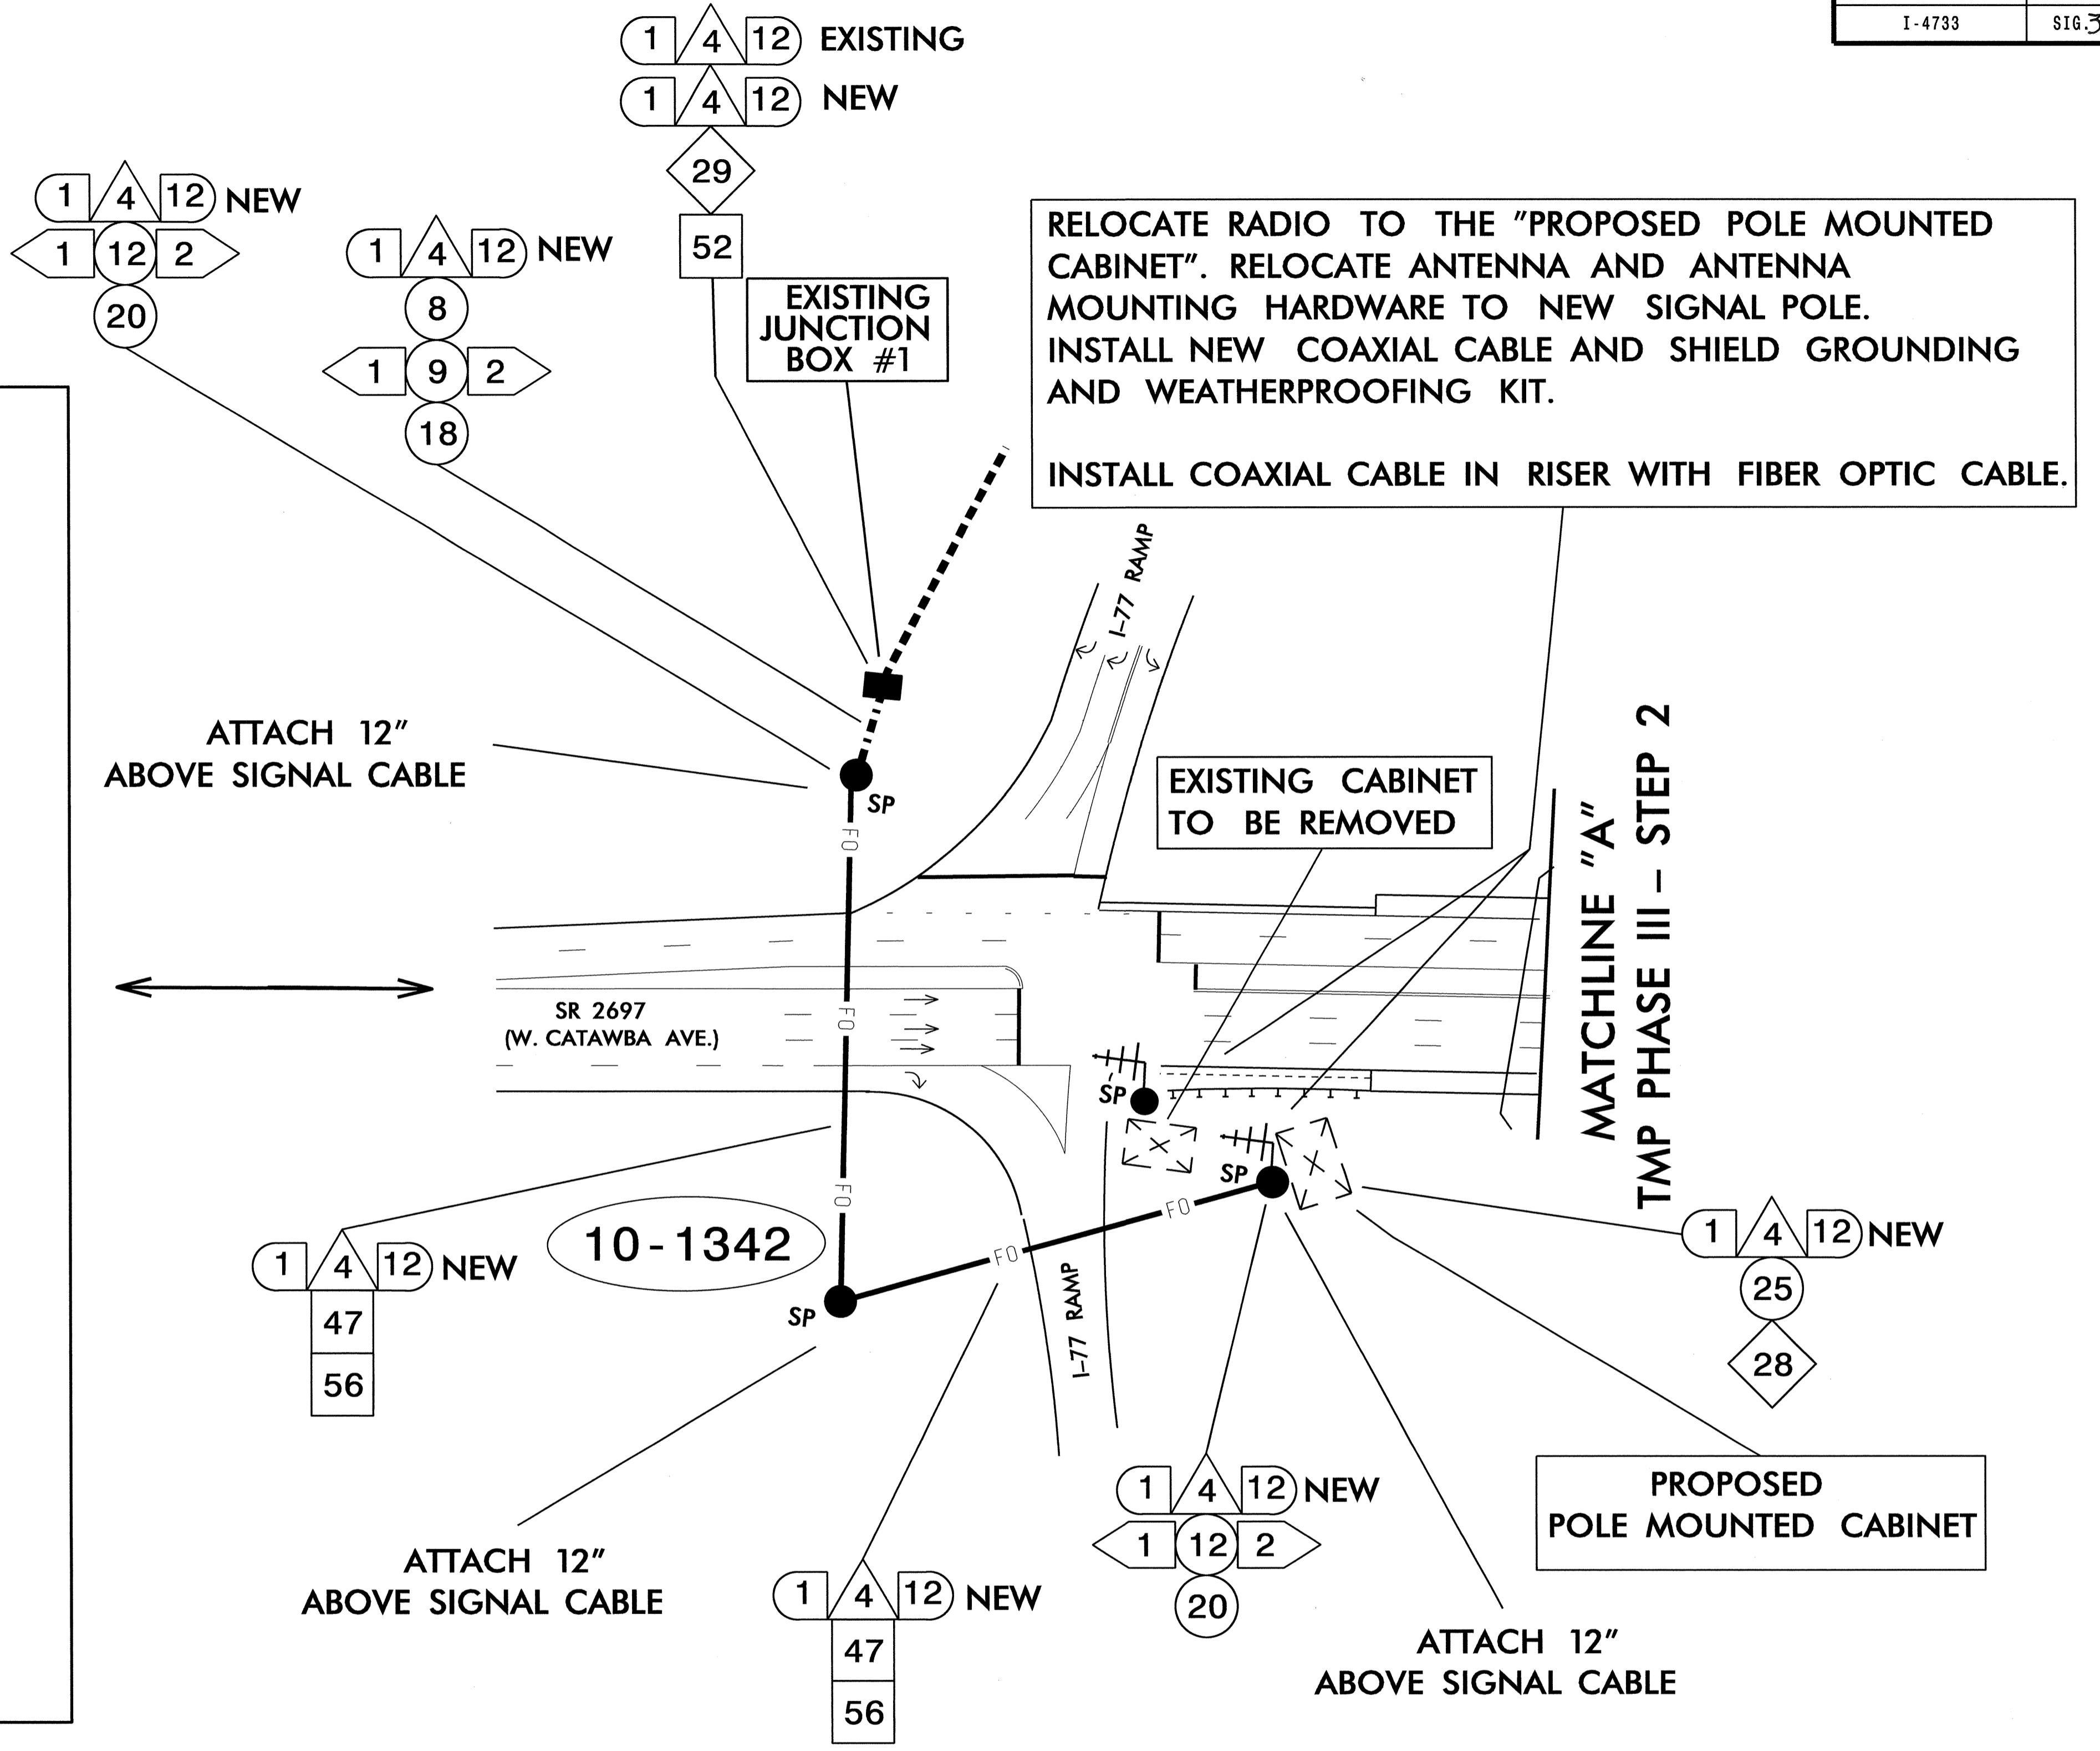 I-4733 SIG.3
1 4 12 EXISTING
1 4 12 NEW
29
52
1 4 12 NEW
1 12 2
20
1 4 12 NEW
8
1 9 2
18
EXISTING
JUNCTION
BOX #1
RELOCATE RADIO TO THE "PROPOSED POLE MOUNTED
CABINET". RELOCATE ANTENNA AND ANTENNA
MOUNTING HARDWARE TO NEW SIGNAL POLE.
INSTALL NEW COAXIAL CABLE AND SHIELD GROUNDING
AND WEATHERPROOFING KIT.
INSTALL COAXIAL CABLE IN RISER WITH FIBER OPTIC CABLE.
I-77 RAMP
ATTACH 12"
ABOVE SIGNAL CABLE
SP
FO
EXISTING CABINET
TO BE REMOVED
MATCHLINE "A"
TMP PHASE III - STEP 2
SR 2697
(W. CATAWBA AVE.)
FO
SP
SP
FO
FO
FO
10-1342
SP
I-77 RAMP
1 4 12 NEW
47
56
1 4 12 NEW
25
28
ATTACH 12"
ABOVE SIGNAL CABLE
1 4 12 NEW
47
56
1 4 12 NEW
1 12 2
20
PROPOSED
POLE MOUNTED CABINET
ATTACH 12"
ABOVE SIGNAL CABLE